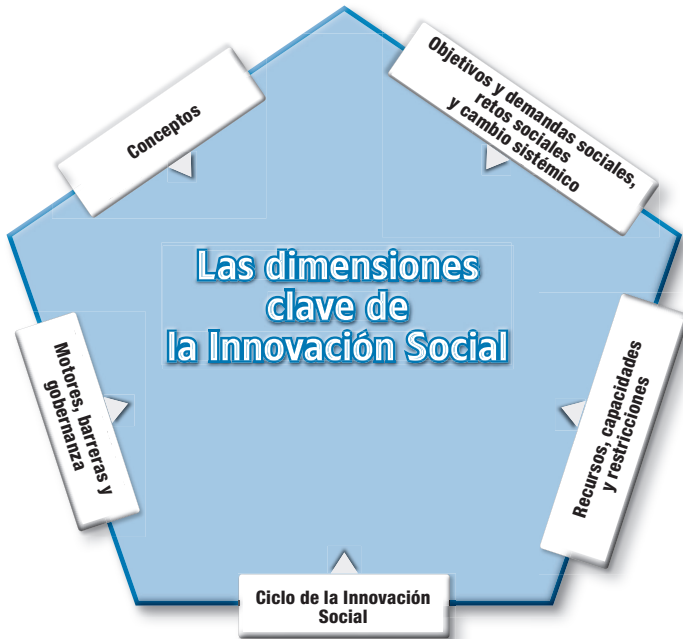 Conceptos
Objetivos y demandas sociales,
retos sociales
y cambio sistémico
Las dimensiones
clave de
la Innovación Social
Motores, barreras y
gobernanza
Recursos, capacidades
y restricciones
Ciclo de la Innovación
Social